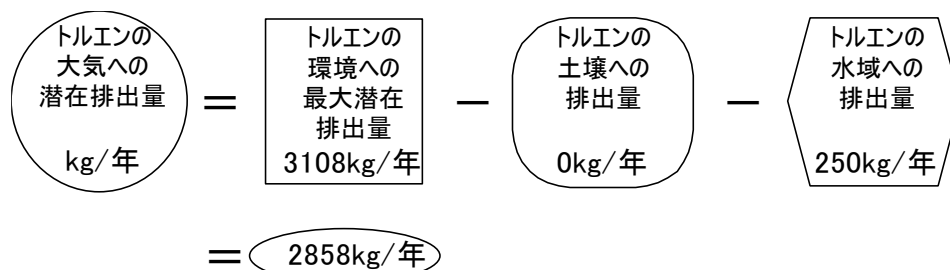 トルエンの
大気への
潜在排出量
kg/年
=
トルエンの
環境への
最大潜在
排出量
3108kg/年
−
トルエンの
土壌への
排出量
0kg/年
−
トルエンの
水域への
排出量
250kg/年
= 2858kg/年